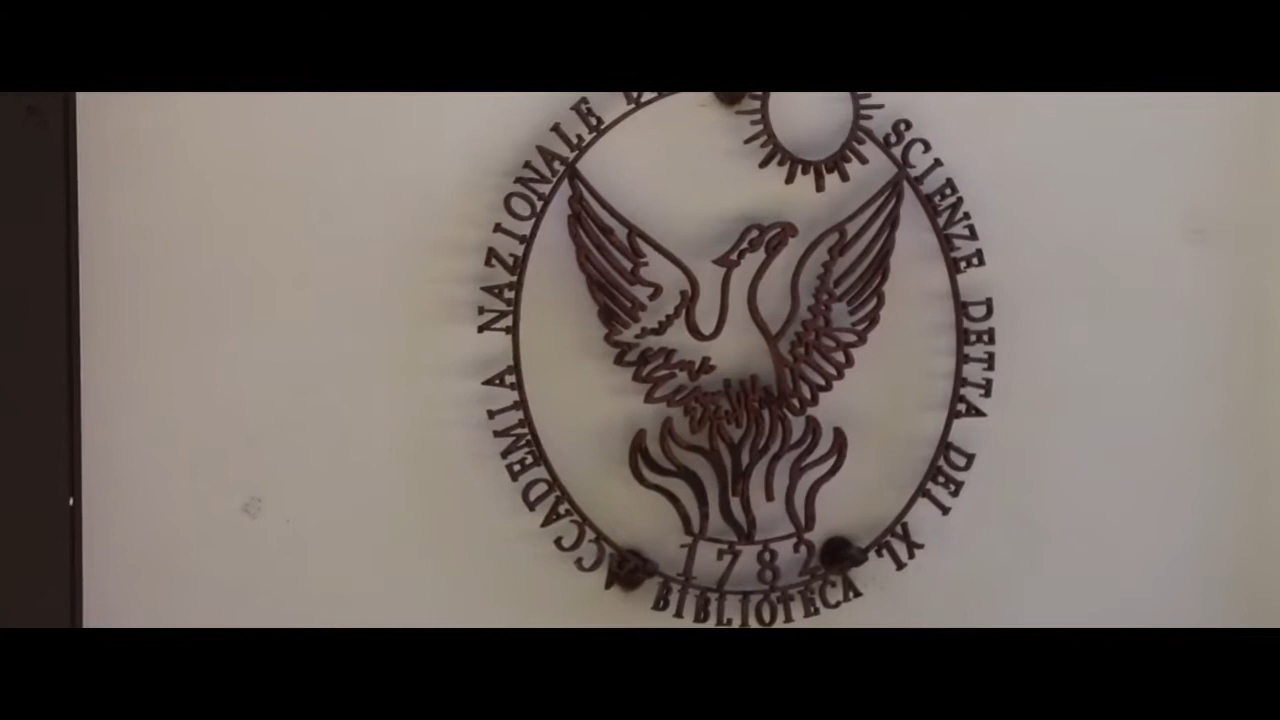 ACCADEMIA NAZIONALE
SCIENZE DETTA DEI XL
1782
BIBLIOTECA